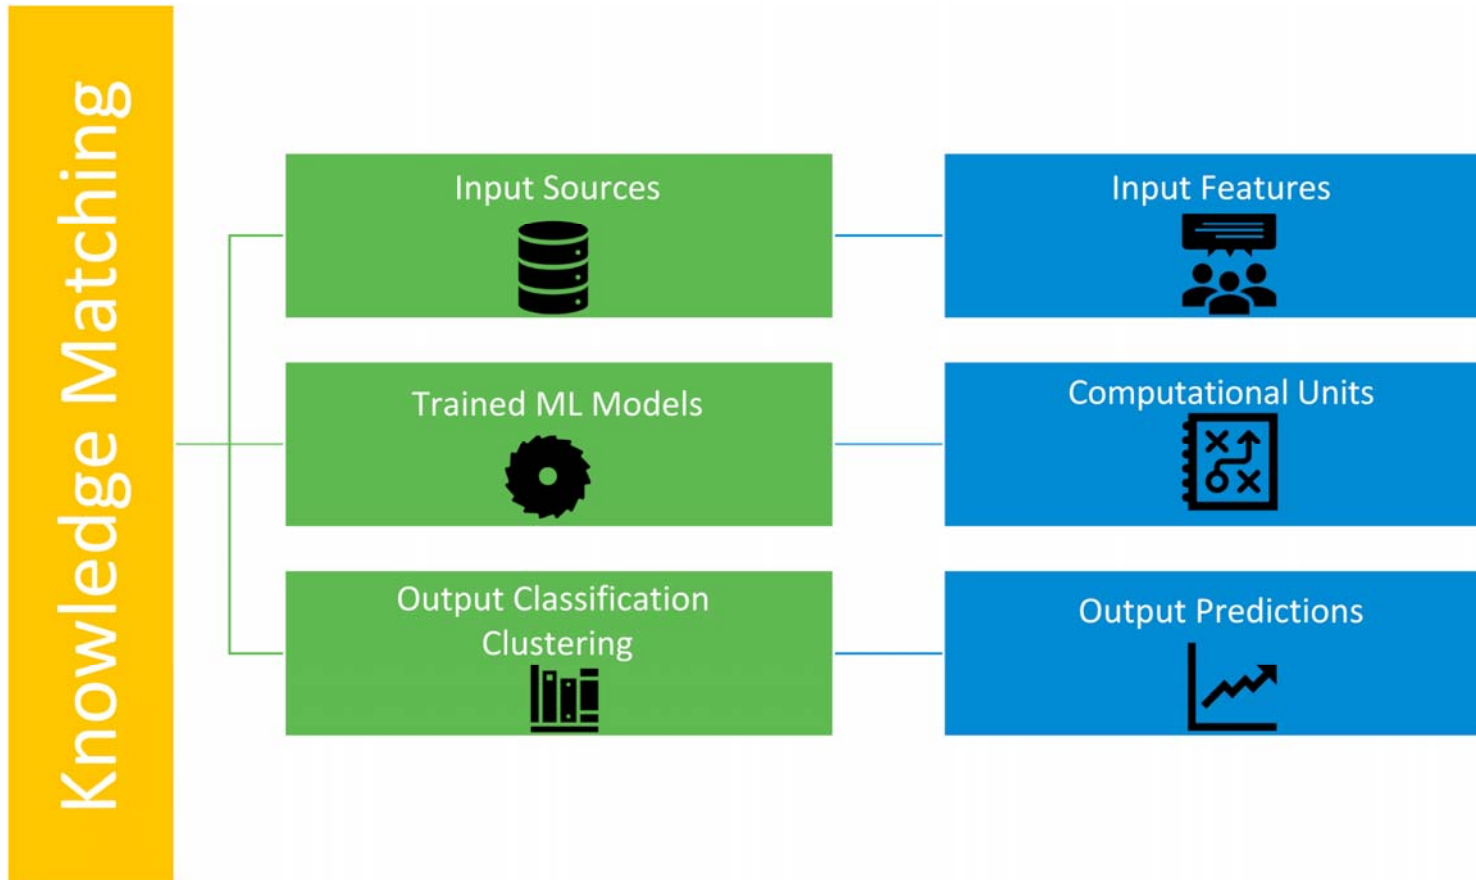 Knowledge Matching
Input Sources
Input Features
Trained ML Models
Computational Units
Output Classification
Clustering
Output Predictions